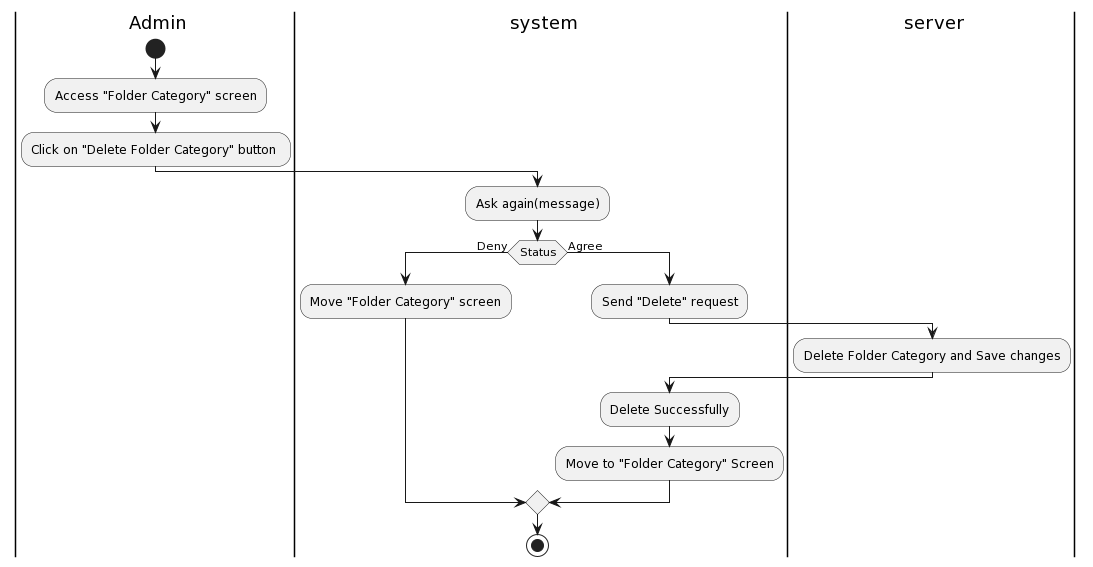 Admin
system
server
Access "Folder Category" screen
Click on "Delete Folder Category" button
Ask again(message)
Deny
Status
Agree
Move "Folder Category" screen
Send "Delete" request
Delete Folder Category and Save changes
Delete Successfully
Move to "Folder Category" Screen